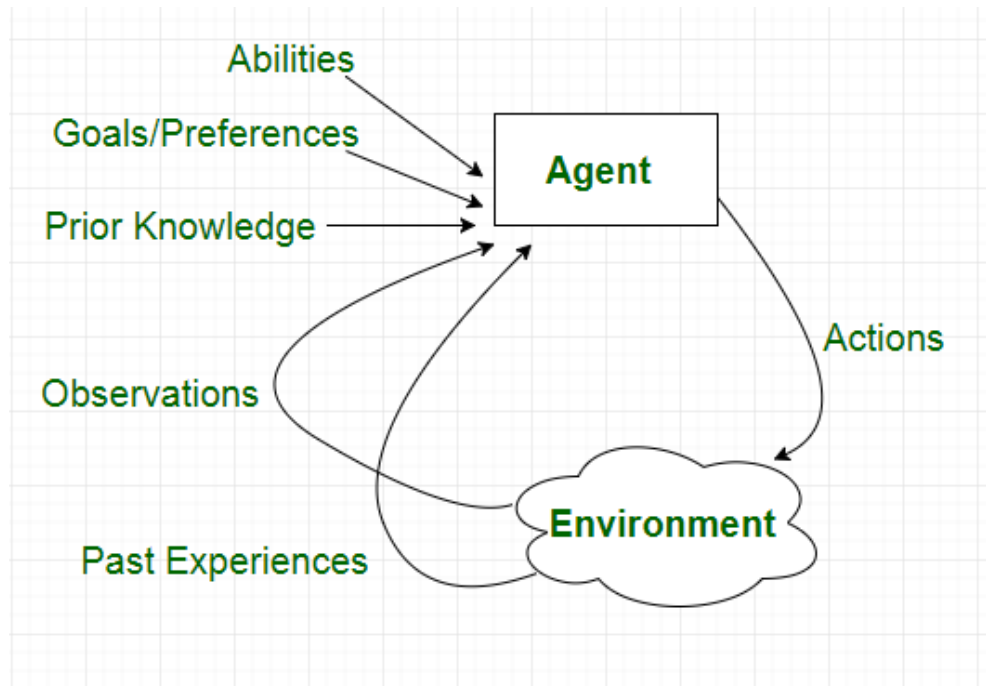 Abilities
Goals/Preferences
Agent
Prior Knowledge
Actions
Observations
Environment
Past Experiences